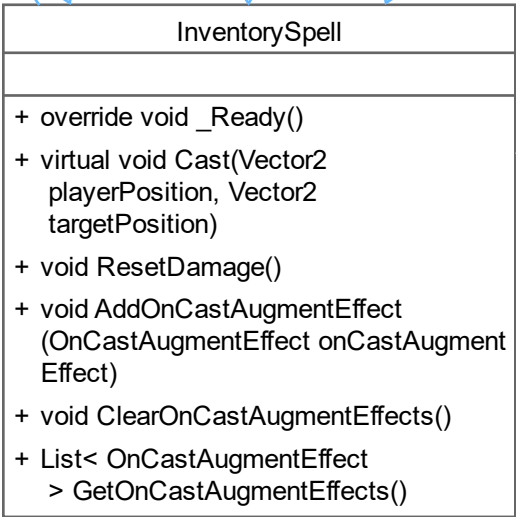 InventorySpell
+ override void _Ready()
+ virtual void Cast(Vector2
playerPosition, Vector2
targetPosition)
+ void ResetDamage()
+ void AddOnCastAugmentEffect
(OnCastAugmentEffect onCastAugment
Effect)
+ void ClearOnCastAugmentEffects()
+ List< OnCastAugmentEffect
> GetOnCastAugmentEffects()